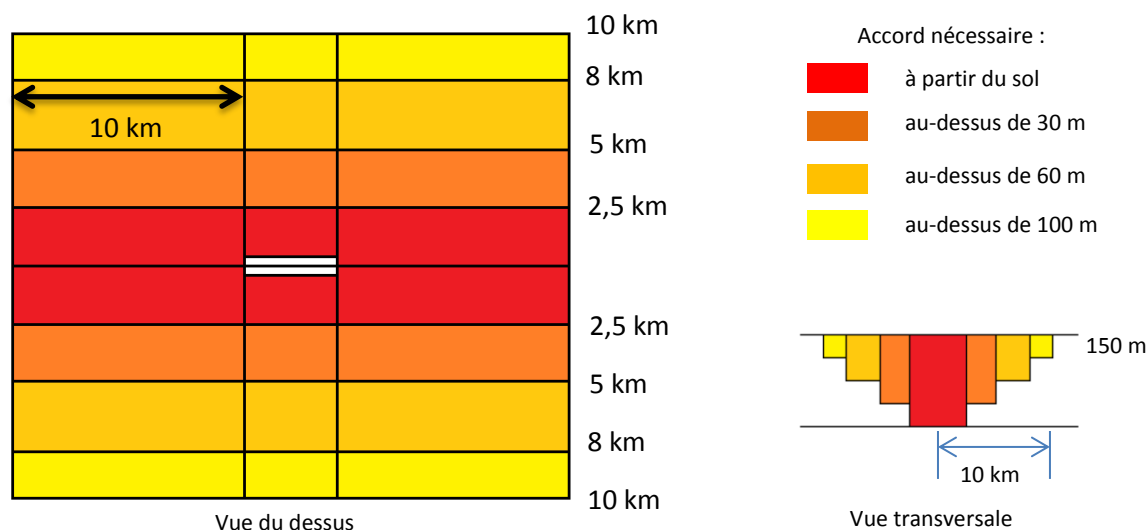 10 km
8 km
10 km
5 km
2,5 km
2,5 km
5 km
8 km
10 km
Vue du dessus
Accord nécessaire :
à partir du sol
au-dessus de 30 m
au-dessus de 60 m
au-dessus de 100 m
150 m
10 km
Vue transversale